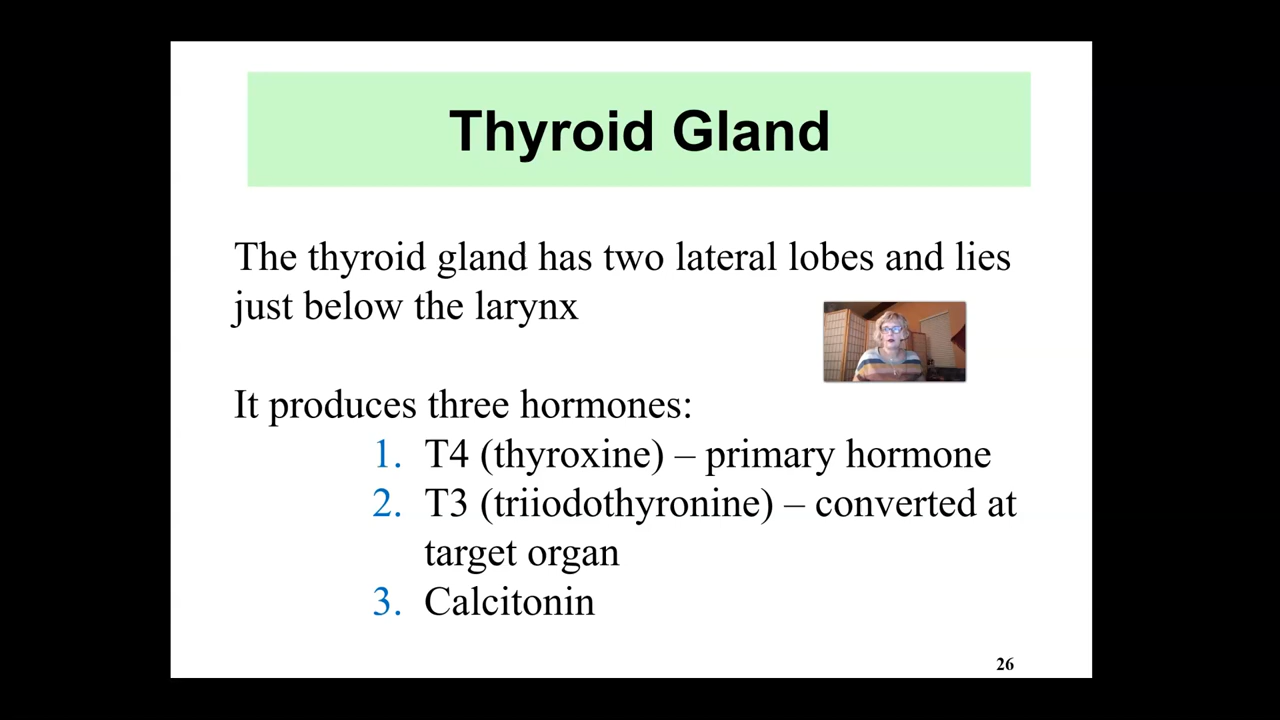 Thyroid Gland
The thyroid gland has two lateral lobes and lies
just below the larynx
It produces three hormones:
1. T4 (thyroxine) – primary hormone
2. T3 (triiodothyronine) – converted at
target organ
3. Calcitonin
26